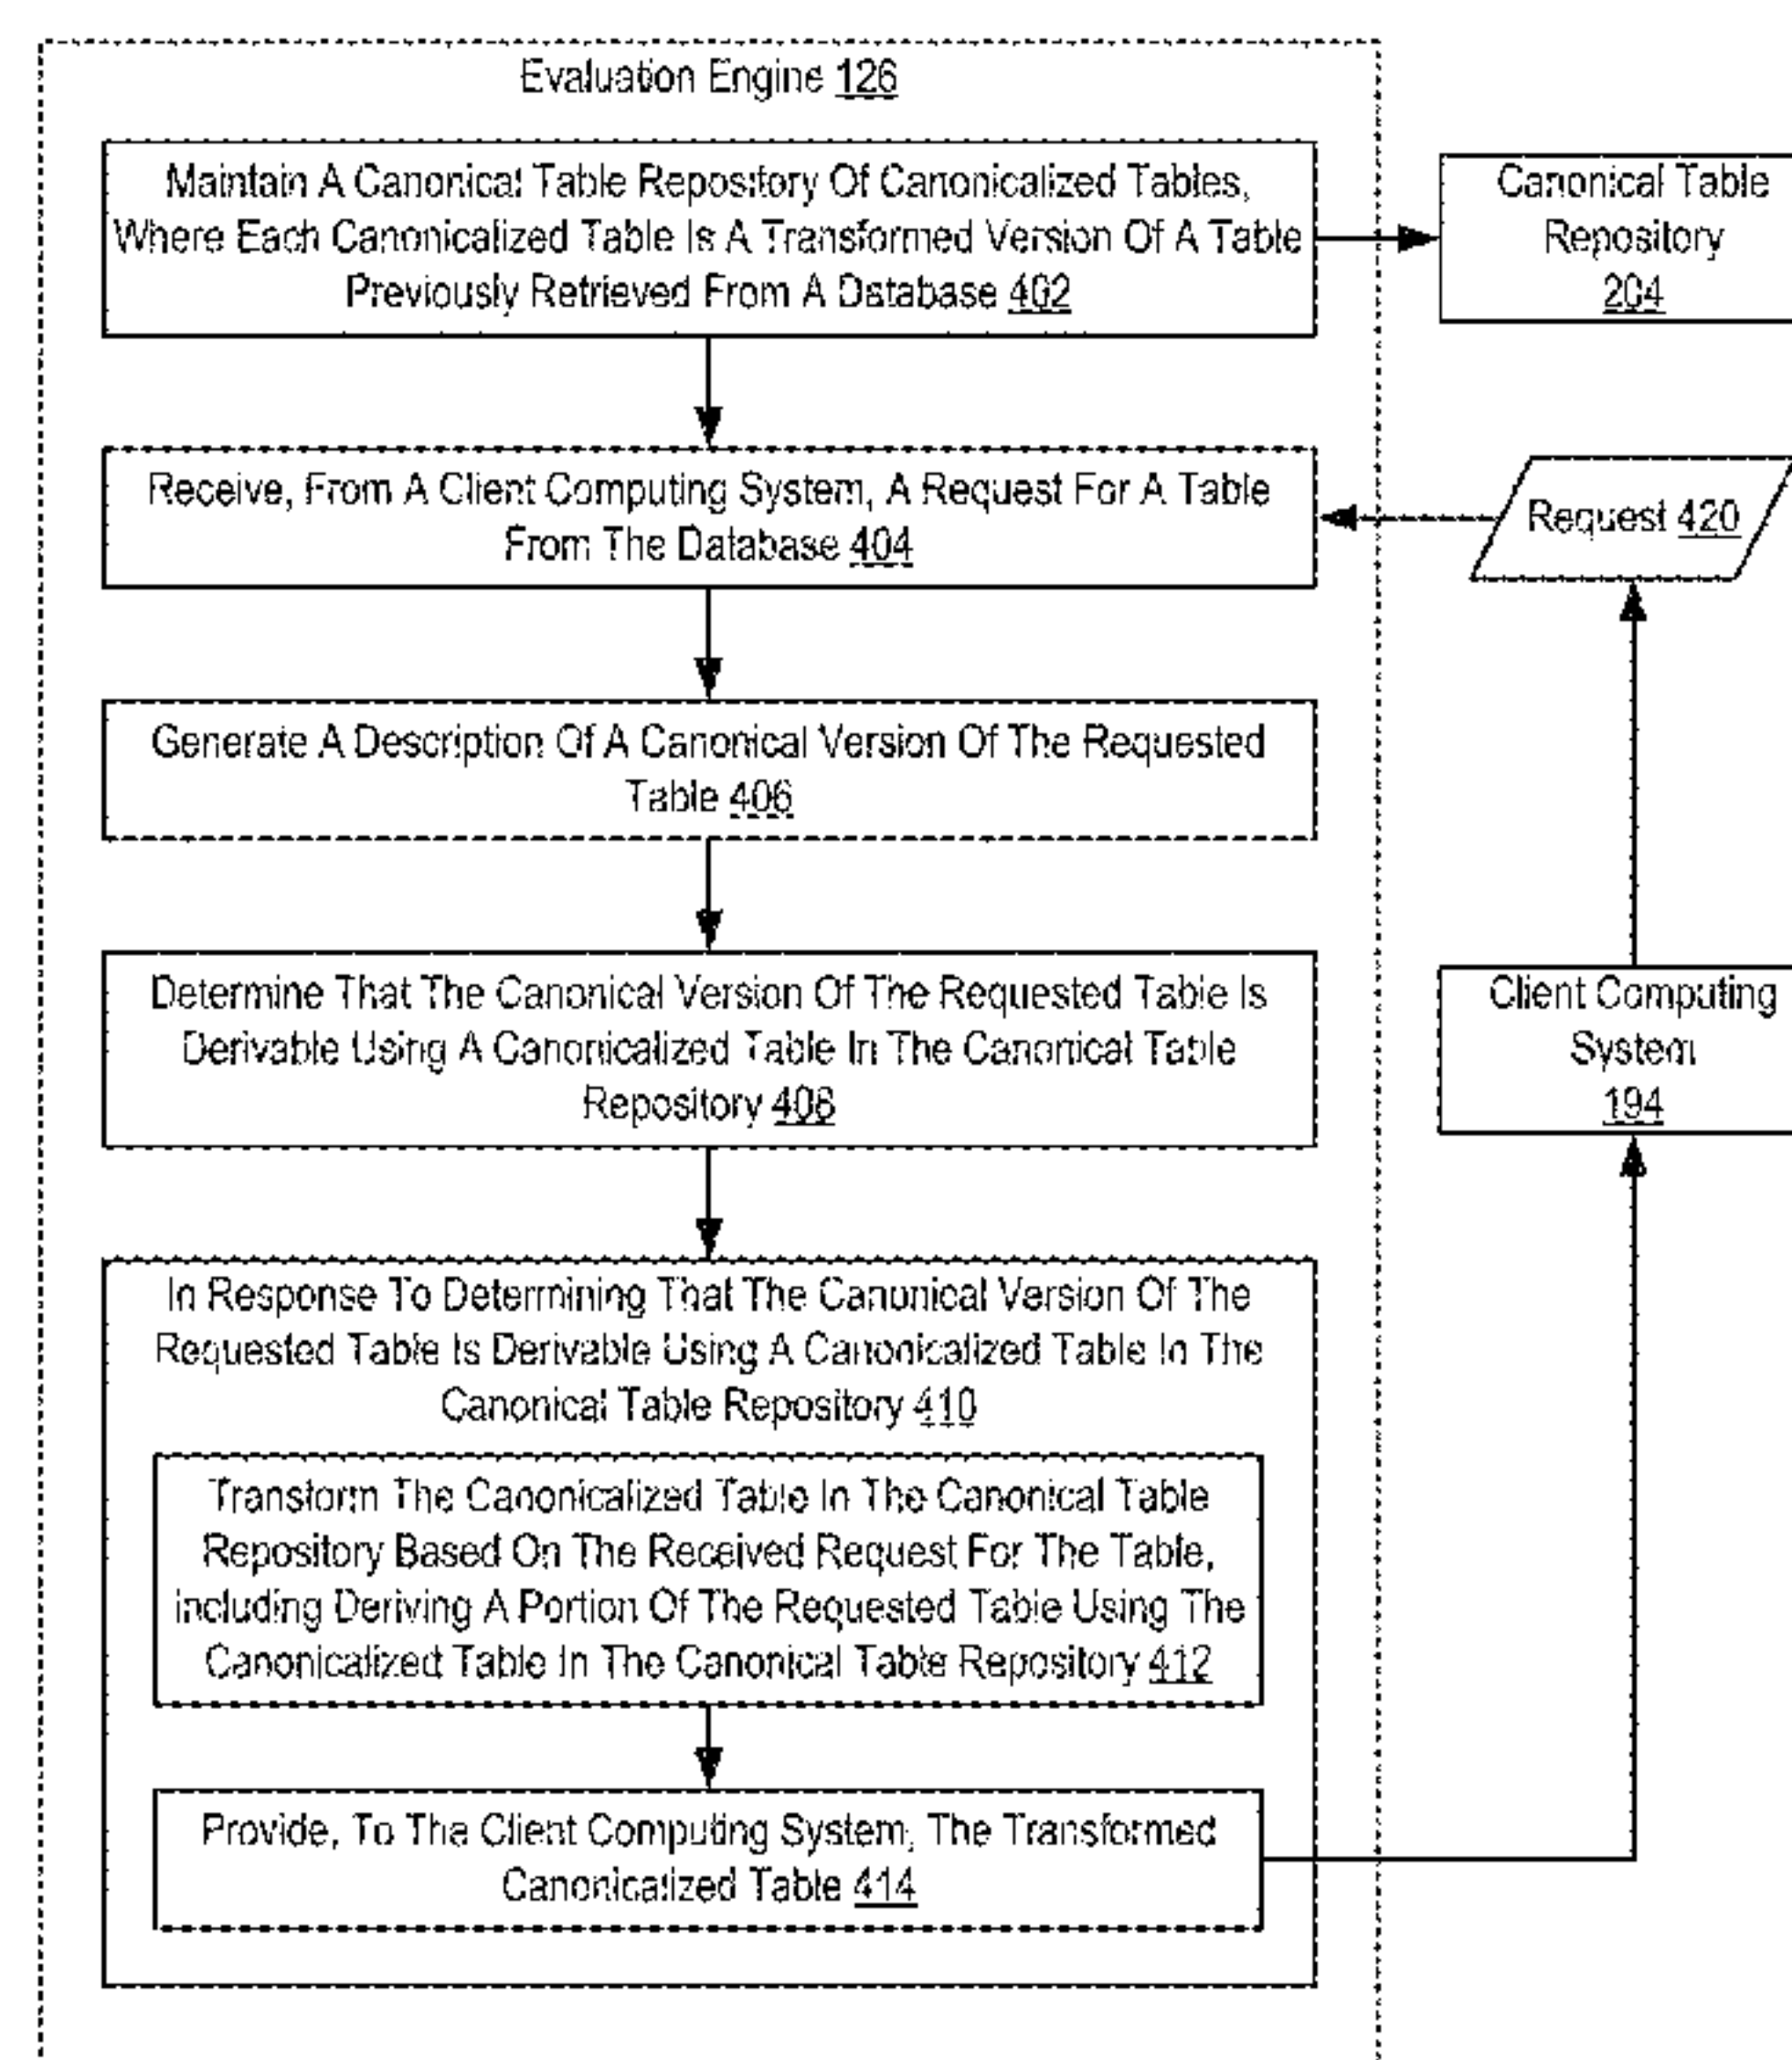 Evaluation Engine 126
Maintain A Canonical Table Repository Of Canonicalized Tables,
Where Each Canonicalized Table Is A Transformed Version Of A Table
Previously Retrieved From A Database 402
Canonical Table
Repository
204
Receive, From A Client Computing System, A Request For A Table
From The Database 404
Request 420
Generate A Description Of A Canonical Version Of The Requested
Table 406
Determine That The Canonical Version Of The Requested Table Is
Derivable Using A Canonicalized Table In The Canonical Table
Repository 408
Client Computing
System
194
In Response To Determining That The Canonical Version Of The
Requested Table Is Derivable Using A Canonicalized Table In The
Canonical Table Repository 410
Transform The Canonicalized Table In The Canonical Table
Repository Based On The Received Request For The Table,
including Deriving A Portion Of The Requested Table Using The
Canonicalized Table In The Canonical Table Repository 412
Provide, To The Client Computing System, The Transformed
Canonicalized Table 414